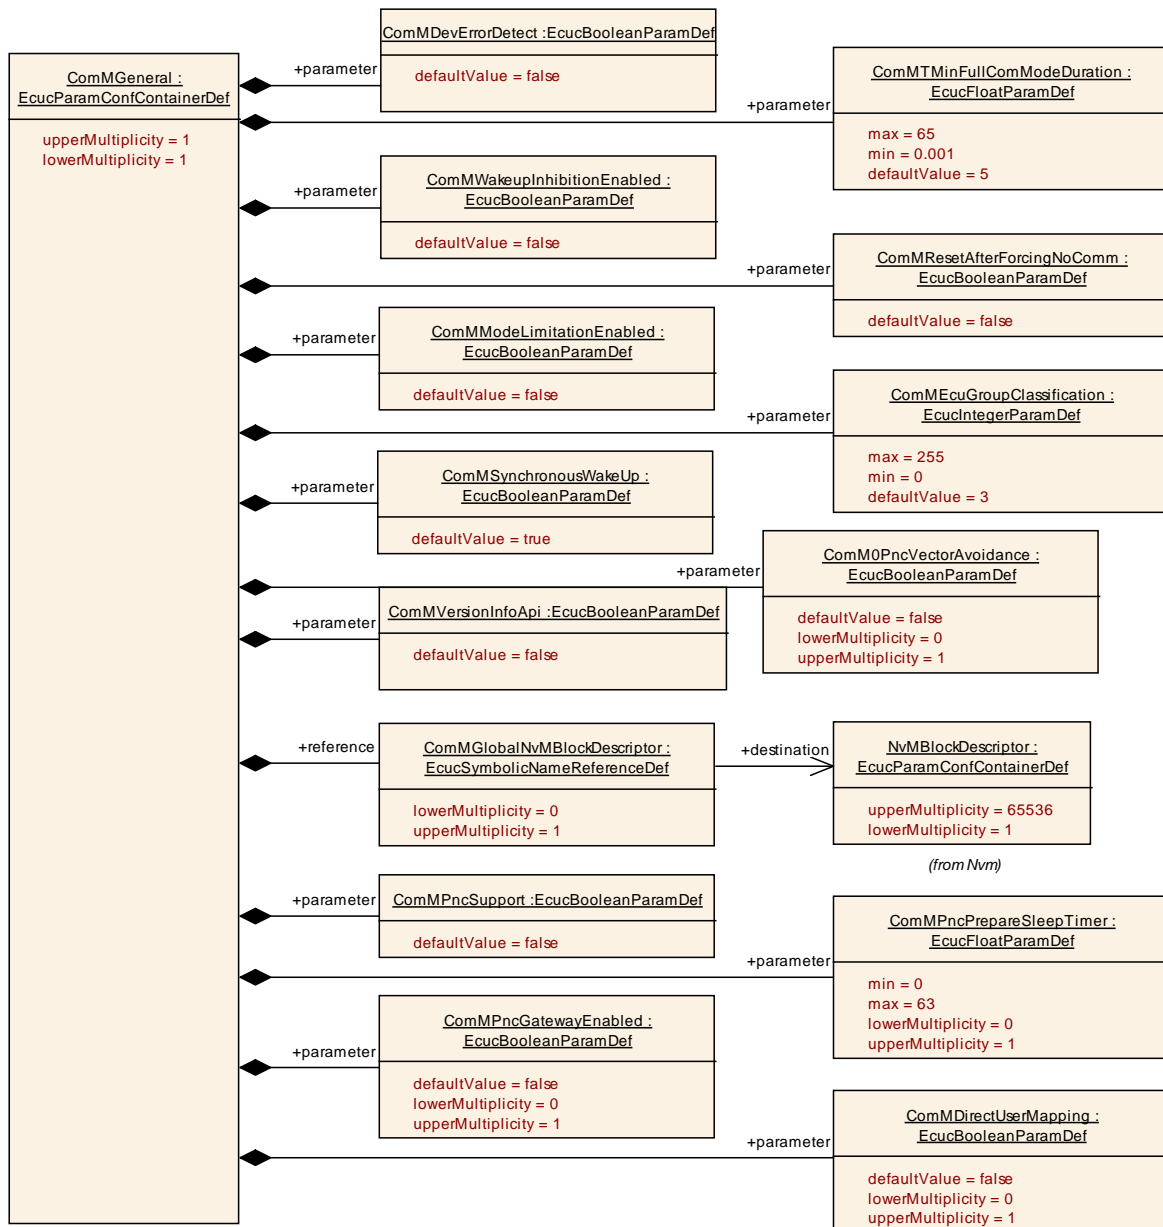 ComMGeneral :
EcucParamConfContainerDef
upperMultiplicity = 1
lowerMultiplicity = 1
+parameter
ComMDevErrorDetect :EcucBooleanParamDef
defaultValue = false
+parameter
ComMTMinFullComModeDuration :
EcucFloatParamDef
max = 65
min = 0.001
defaultValue = 5
+parameter
ComMWakeupInhibitionEnabled :
EcucBooleanParamDef
defaultValue = false
+parameter
ComMResetAfterForcingNoComm :
EcucBooleanParamDef
defaultValue = false
+parameter
ComMModeLimitationEnabled :
EcucBooleanParamDef
defaultValue = false
+parameter
ComMEcuGroupClassification :
EcucIntegerParamDef
max = 255
min = 0
defaultValue = 3
+parameter
ComMSynchronousWakeUp :
EcucBooleanParamDef
defaultValue = true
+parameter
ComM0PncVectorAvoidance :
EcucBooleanParamDef
defaultValue = false
lowerMultiplicity = 0
upperMultiplicity = 1
+parameter
ComMVersionInfoApi :EcucBooleanParamDef
defaultValue = false
+reference
ComMGlobalNvMBlockDescriptor :
EcucSymbolicNameReferenceDef
lowerMultiplicity = 0
upperMultiplicity = 1
+destination
NvMBlockDescriptor :
EcucParamConfContainerDef
upperMultiplicity = 65536
lowerMultiplicity = 1
(from Nvm)
+parameter
ComMPncSupport :EcucBooleanParamDef
defaultValue = false
+parameter
ComMPncPrepareSleepTimer :
EcucFloatParamDef
min = 0
max = 63
lowerMultiplicity = 0
upperMultiplicity = 1
+parameter
ComMPncGatewayEnabled :
EcucBooleanParamDef
defaultValue = false
lowerMultiplicity = 0
upperMultiplicity = 1
+parameter
ComMDirectUserMapping :
EcucBooleanParamDef
defaultValue = false
lowerMultiplicity = 0
upperMultiplicity = 1